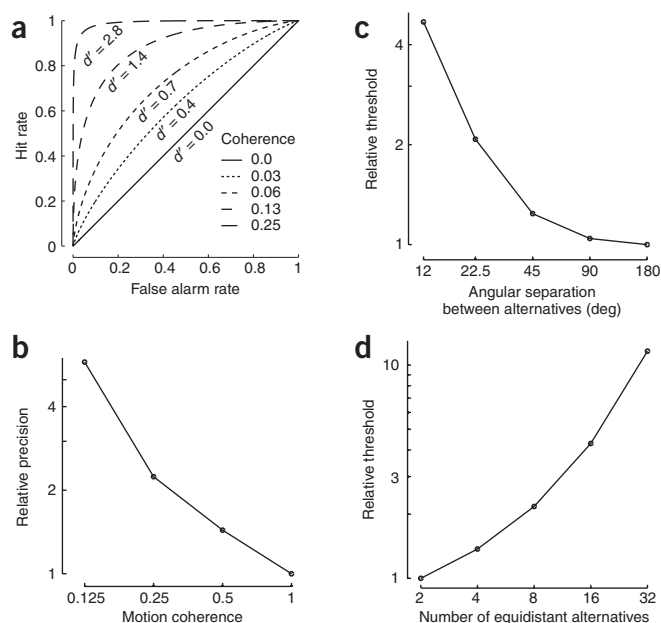 a
1
0.8
0.6
0.4
0.2
0
Hit rate
d′ = 2.8
d′ = 1.4
d′ = 0.7
d′ = 0.4
d′ = 0.0
Coherence
0.0
0.03
0.06
0.13
0.25
0 0.2 0.4 0.6 0.8 1
False alarm rate
c
4
2
1
Relative threshold
12 22.5 45 90 180
Angular separation
between alternatives (deg)
b
4
2
1
Relative precision
0.125 0.25 0.5 1
Motion coherence
d
10
3
1
Relative threshold
2 4 8 16 32
Number of equidistant alternatives